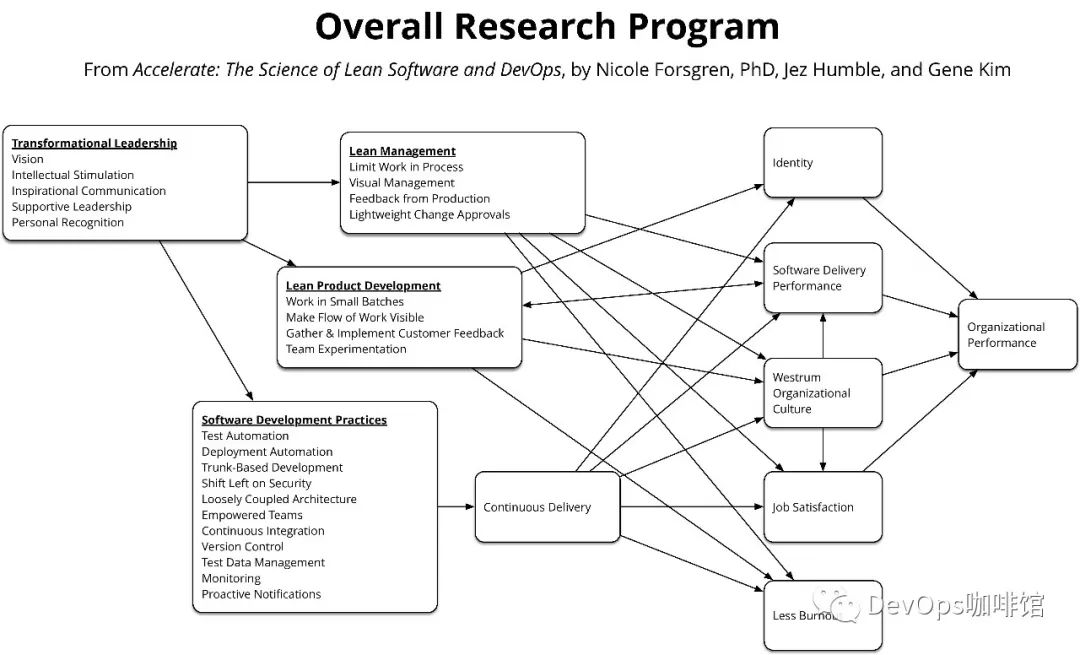 Overall Research Program
From Accelerate: The Science of Lean Software and DevOps, by Nicole Forsgren, PhD, Jez Humble, and Gene Kim
Transformational Leadership
Vision
Intellectual Stimulation
Inspirational Communication
Supportive Leadership
Personal Recognition
Lean Management
Limit Work in Process
Visual Management
Feedback from Production
Lightweight Change Approvals
Lean Product Development
Work in Small Batches
Make Flow of Work Visible
Gather & Implement Customer Feedback
Team Experimentation
Software Development Practices
Test Automation
Deployment Automation
Trunk-Based Development
Shift Left on Security
Loosely Coupled Architecture
Empowered Teams
Continuous Integration
Version Control
Test Data Management
Monitoring
Proactive Notifications
Continuous Delivery
Identity
Software Delivery
Performance
Westrum
Organizational
Culture
Job Satisfaction
Less Burnout
Organizational
Performance
DevOps咖啡馆